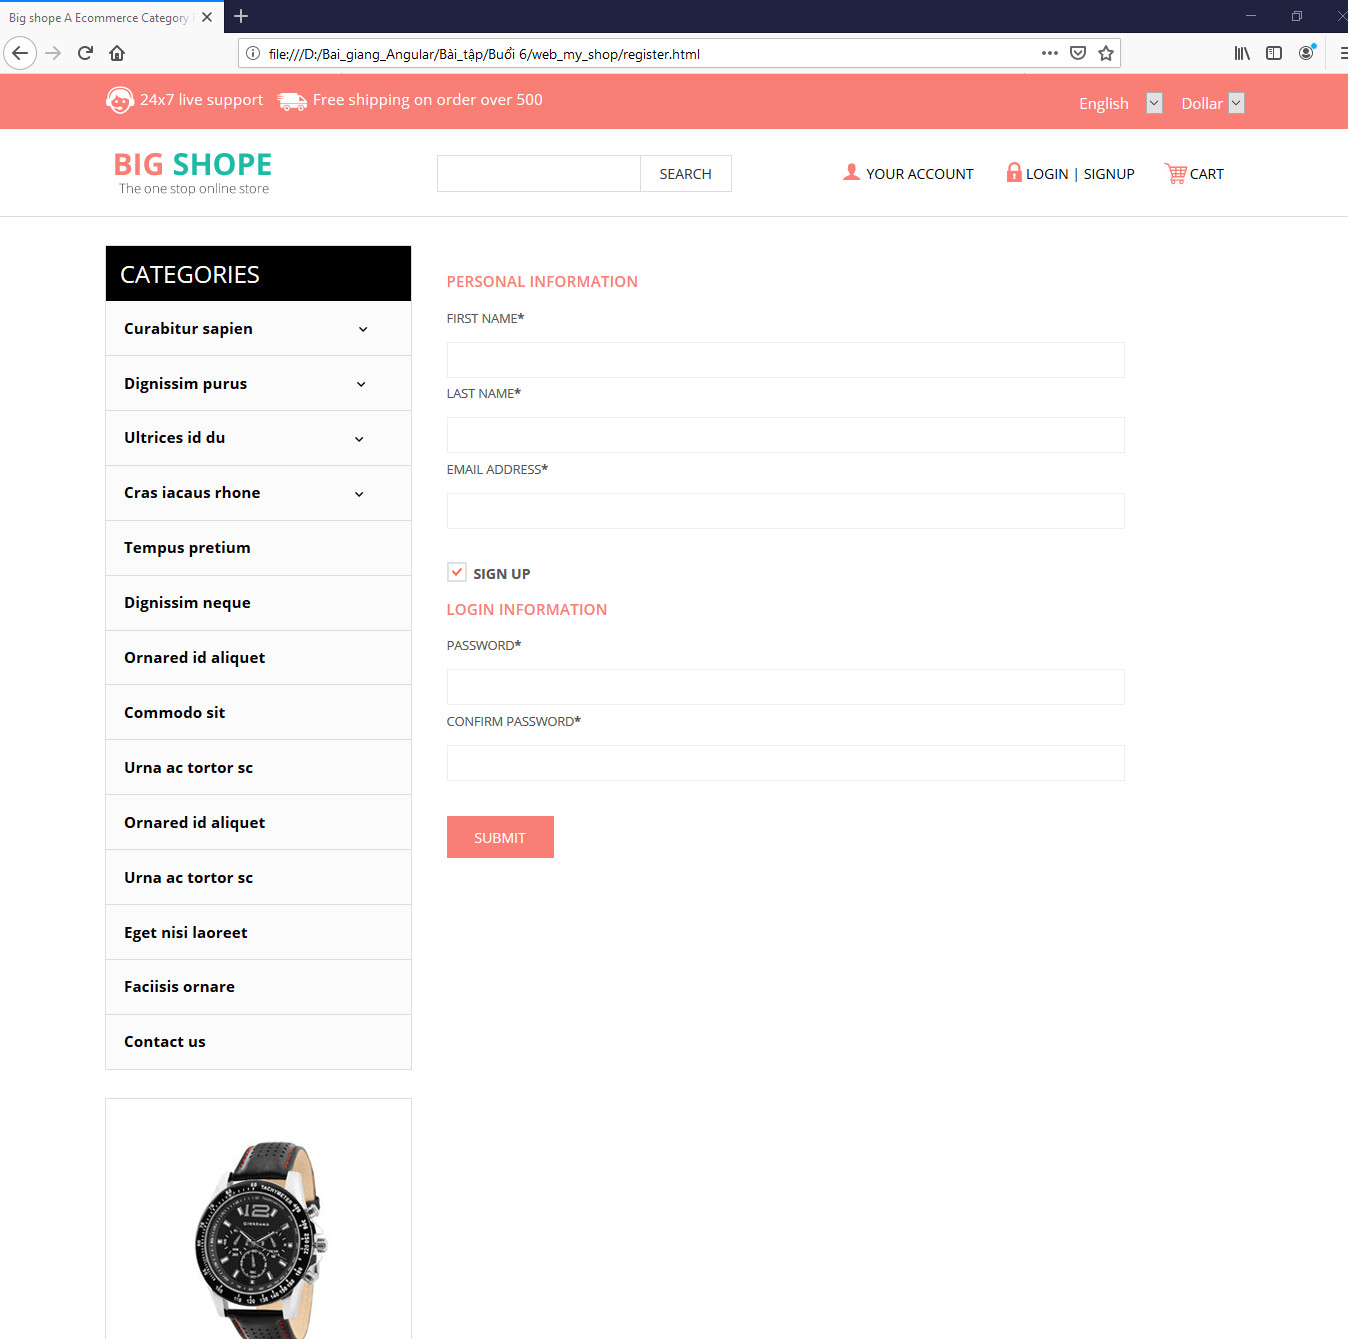 Big shope A Ecommerce Category
file:///D:/Bai_giang_Angular/Bài_tập/Buổi 6/web_my_shop/register.html
24x7 live support Free shipping on order over 500 English Dollar
BIG SHOPE
The one stop online store
SEARCH
YOUR ACCOUNT LOGIN | SIGNUP CART
CATEGORIES
Curabitur sapien
Dignissim purus
Ultrices id du
Cras iacaus rhone
Tempus pretium
Dignissim neque
Ornared id aliquet
Commodo sit
Urna ac tortor sc
Ornared id aliquet
Urna ac tortor sc
Eget nisi laoreet
Faciisis ornare
Contact us
PERSONAL INFORMATION
FIRST NAME*
LAST NAME*
EMAIL ADDRESS*
SIGN UP
LOGIN INFORMATION
PASSWORD*
CONFIRM PASSWORD*
SUBMIT
TACHYMETER
GIORDANO